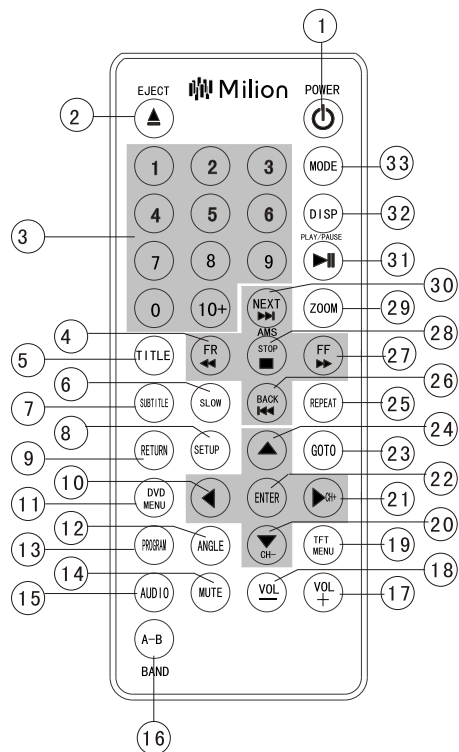 1
EJECT
Milion
POWER
2
1
2
3
MODE
33
4
5
6
DISP
32
3
PLAY/PAUSE
7
8
9
31
30
0
10+
NEXT
ZOOM
29
AMS
4
28
5
TITLE
FR
STOP
FF
27
6
26
7
SUBTITLE
SLOW
BACK
REPEAT
25
8
24
9
RETURN
SETUP
GOTO
23
10
22
11
DVD
MENU
ENTER
CH+
21
12
20
13
PROGRAM
ANGLE
CH-
TFT
MENU
19
14
18
15
AUDIO
MUTE
VOL
VOL
+
17
A-B
BAND
16